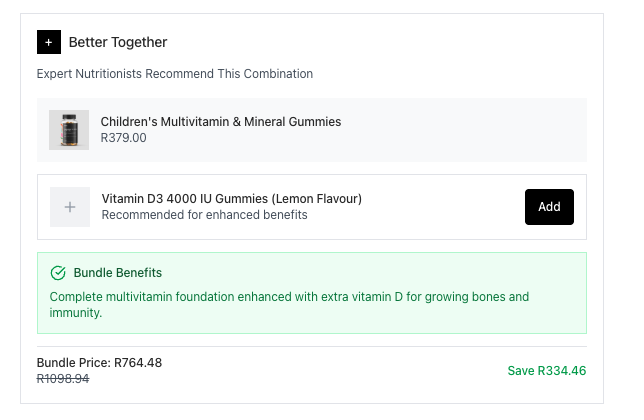 Better Together
Expert Nutritionists Recommend This Combination
Children's Multivitamin & Mineral Gummies
R379.00
Vitamin D3 4000 IU Gummies (Lemon Flavour)
Recommended for enhanced benefits
Add
Bundle Benefits
Complete multivitamin foundation enhanced with extra vitamin D for growing bones and
immunity.
Bundle Price: R764.48
R1098.94
Save R334.46